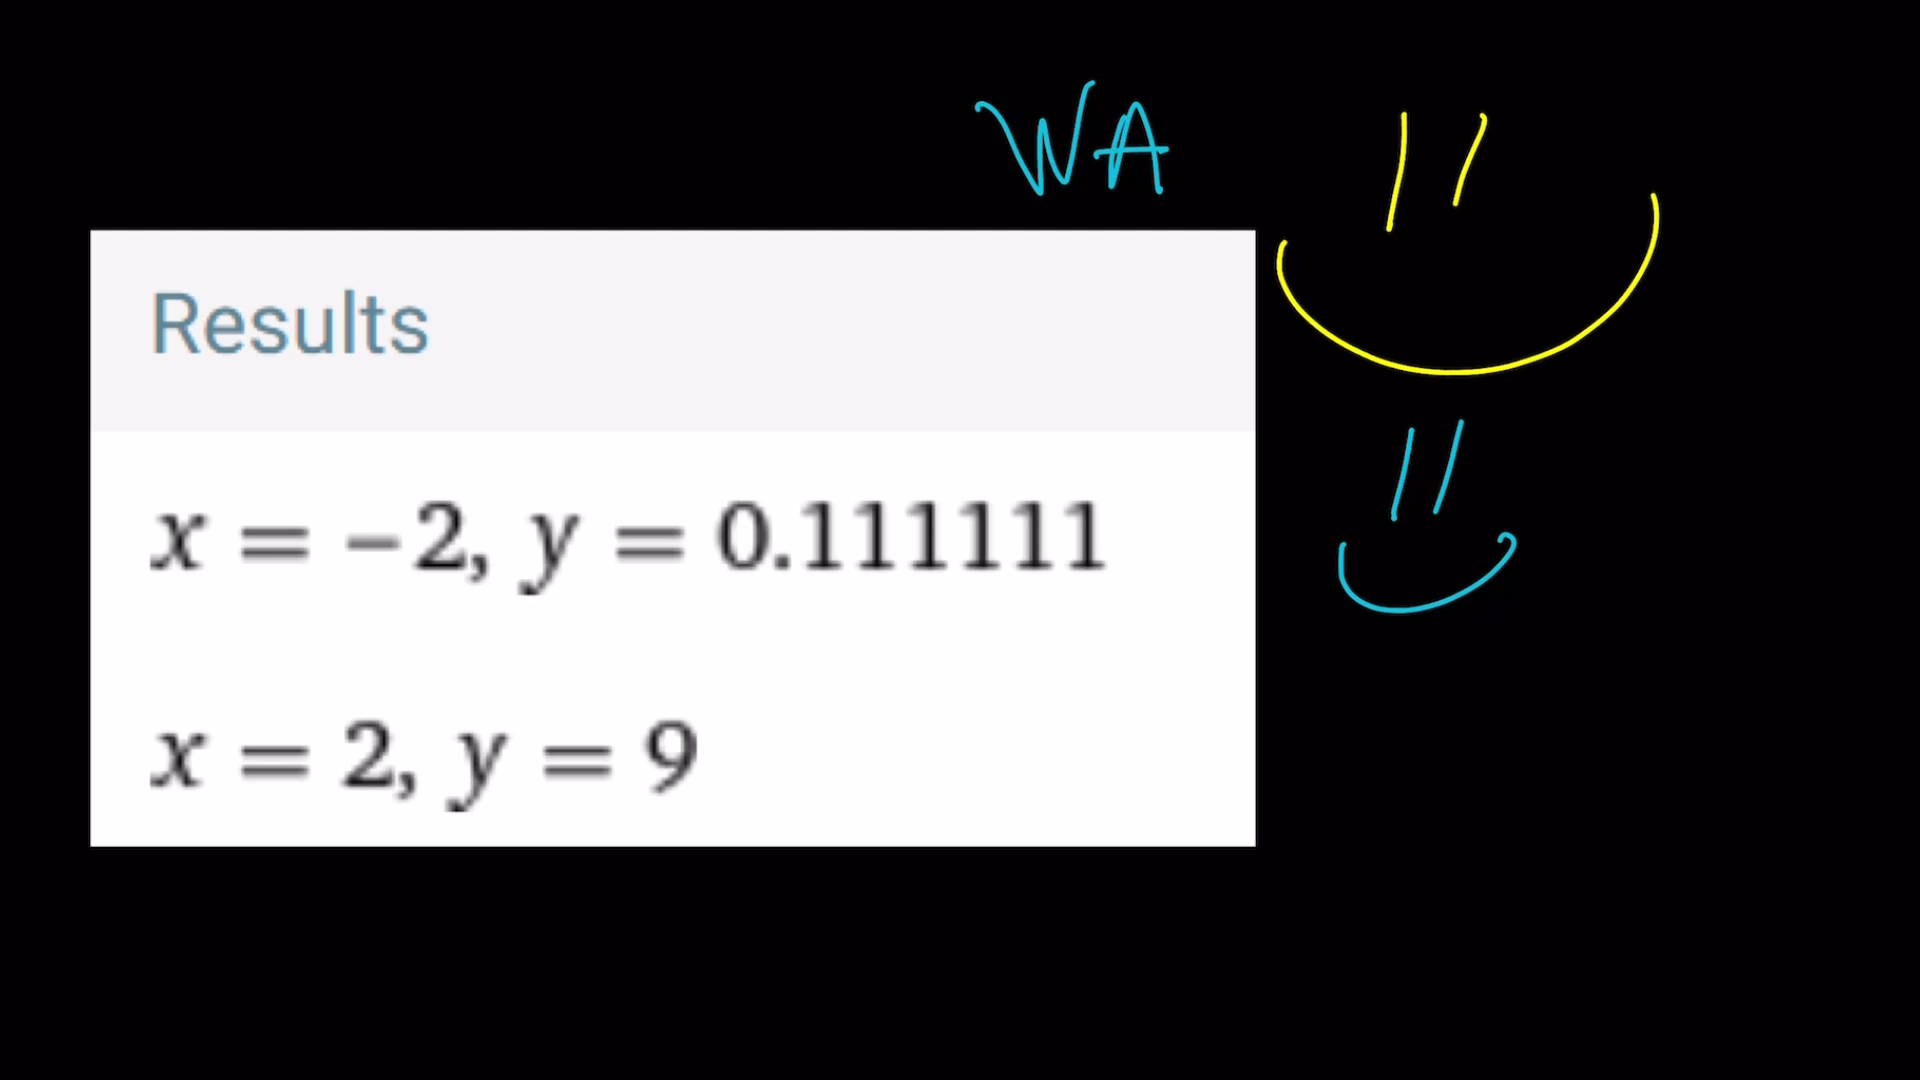 WA
Results
x = −2, y = 0.111111
x = 2, y = 9